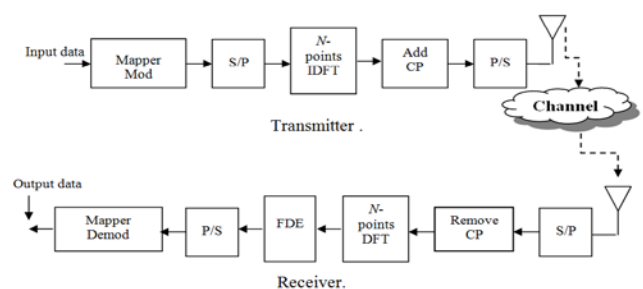 Input data
Mapper
Mod
S/P
N-
points
IDFT
Add
CP
P/S
Channel
Transmitter .
Output data
Mapper
Demod
P/S
FDE
N-
points
DFT
Remove
CP
S/P
Receiver.